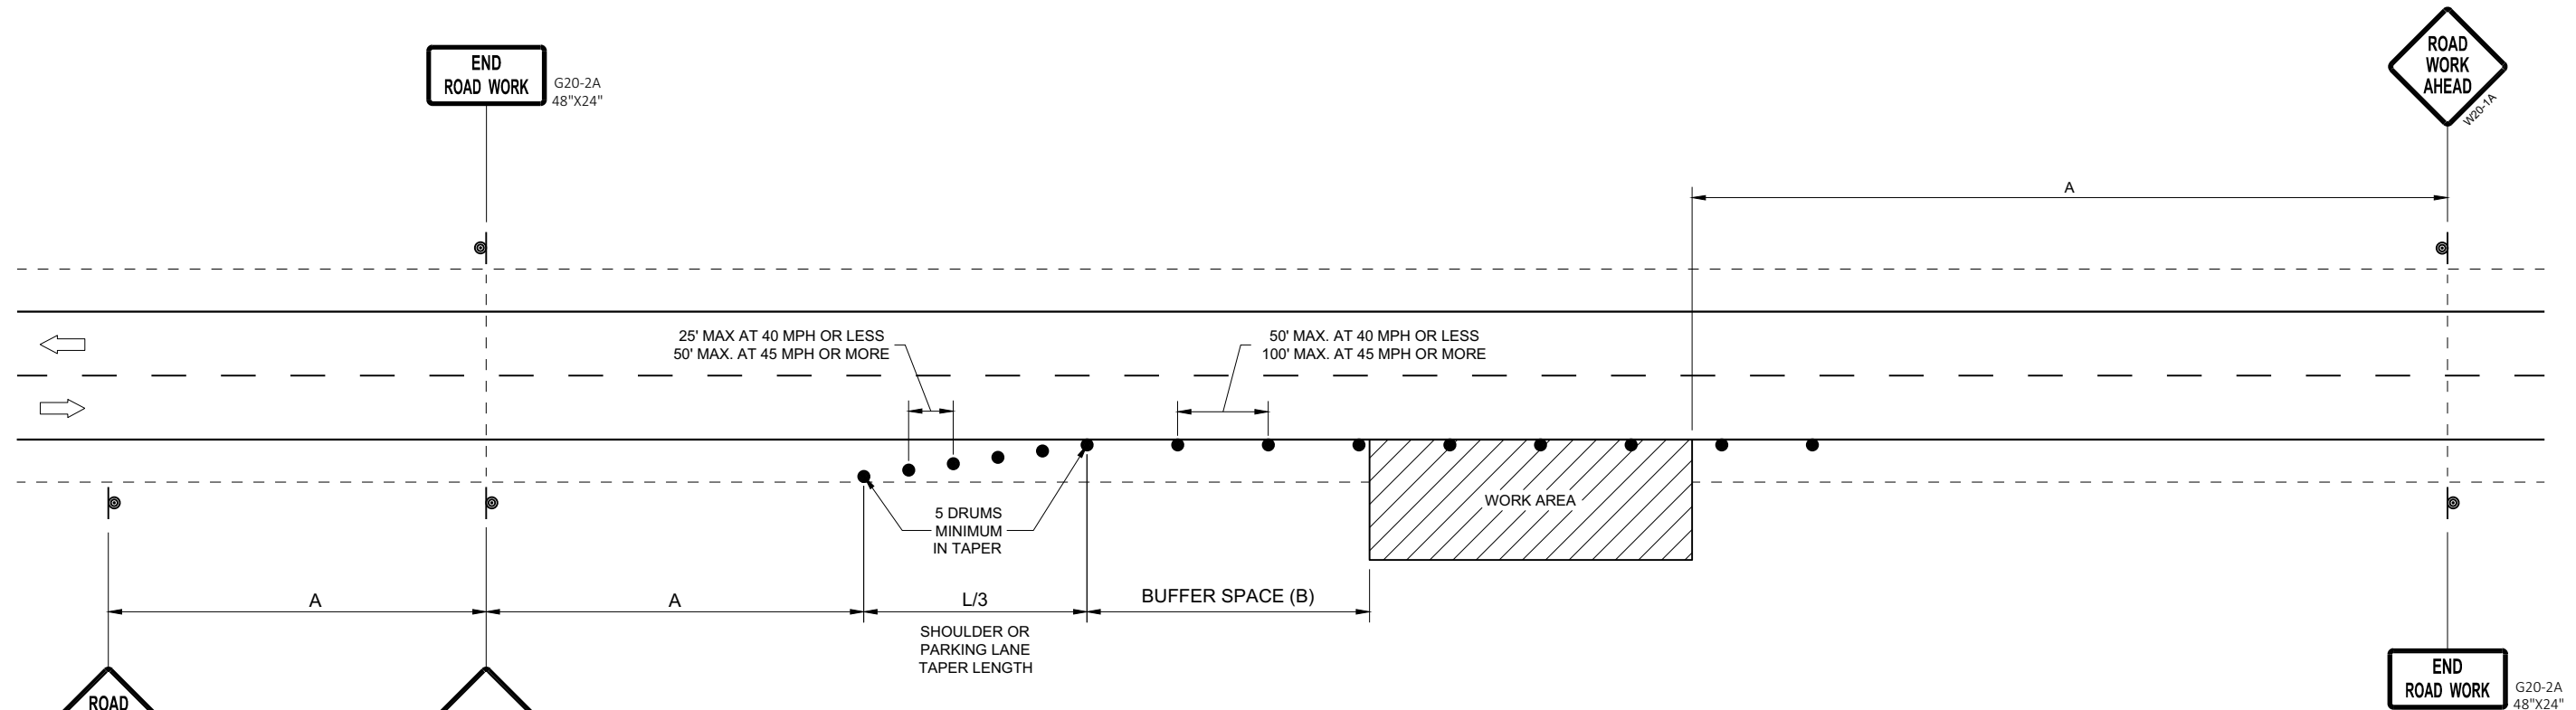 END
ROAD WORK
G20-2A
48"X24"
ROAD
WORK
AHEAD
W20-1A
A
25' MAX AT 40 MPH OR LESS
50' MAX. AT 45 MPH OR MORE
50' MAX. AT 40 MPH OR LESS
100' MAX. AT 45 MPH OR MORE
WORK AREA
5 DRUMS
MINIMUM
IN TAPER
A
A
L/3
BUFFER SPACE (B)
SHOULDER OR
PARKING LANE
TAPER LENGTH
ROAD
END
ROAD WORK
G20-2A
48"X24"